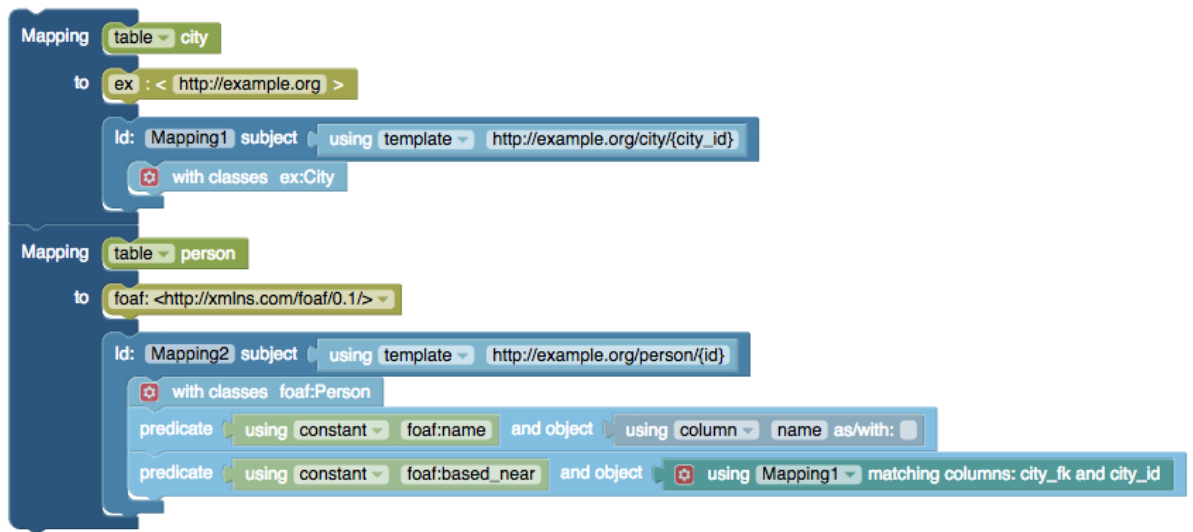 Mapping table city
to ex : < http://example.org >
Id: Mapping1 subject using template http://example.org/city/{city_id}
with classes ex:City
Mapping table person
to foaf: <http://xmlns.com/foaf/0.1/>
Id: Mapping2 subject using template http://example.org/person/{id}
with classes foaf:Person
predicate using constant foaf:name and object using column name as/with:
predicate using constant foaf:based_near and object using Mapping1 matching columns: city_fk and city_id